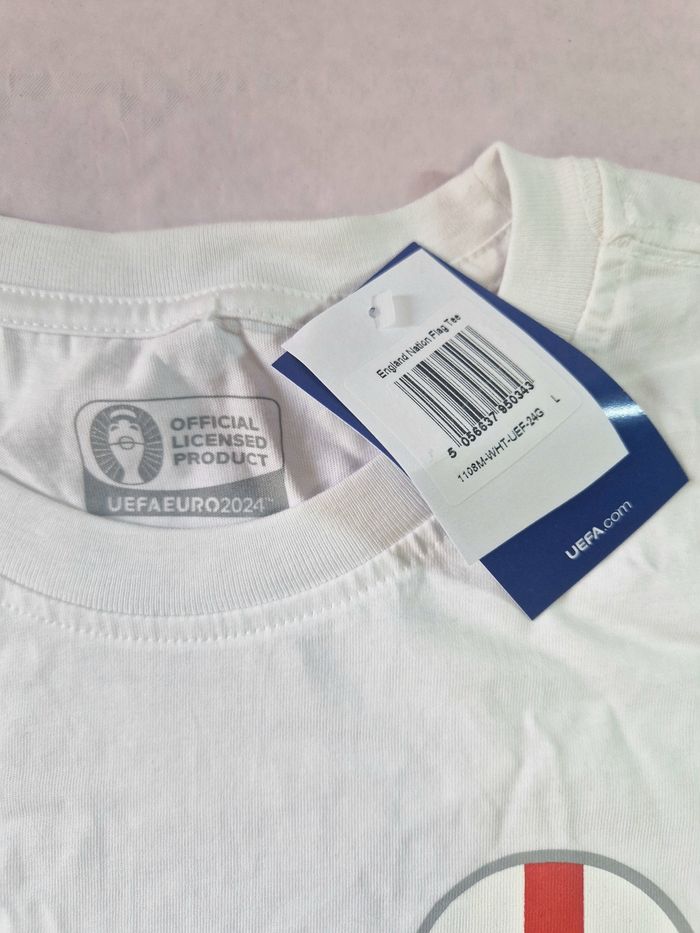 England Nation Flag Tee
5 056637 950343
1108M-WHT-UEF-24G L
UEFA.com
OFFICIAL
LICENSED
PRODUCT
UEFAEURO2024™